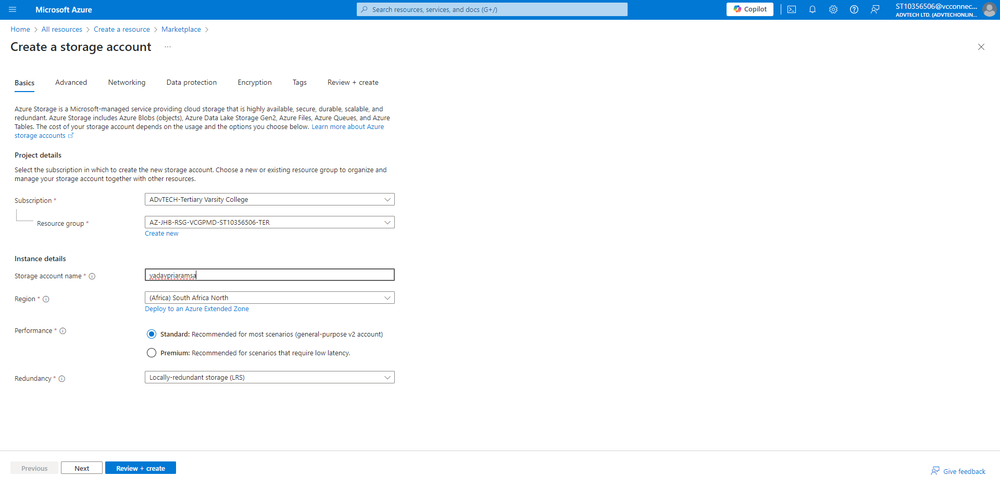 Microsoft Azure
Search resources, services, and docs (G+/)
Copilot
ST10356506@vcconnec...
ADVTECH LTD. (ADVTECHONLIN...
Home > All resources > Create a resource > Marketplace >
Create a storage account ...
Basics Advanced Networking Data protection Encryption Tags Review + create
Azure Storage is a Microsoft-managed service providing cloud storage that is highly available, secure, durable, scalable, and
redundant. Azure Storage includes Azure Blobs (objects), Azure Data Lake Storage Gen2, Azure Files, Azure Queues, and Azure
Tables. The cost of your storage account depends on the usage and the options you choose below. Learn more about Azure
storage accounts
Project details
Select the subscription in which to create the new storage account. Choose a new or existing resource group to organize and
manage your storage account together with other resources.
Subscription * ADvTECH-Tertiary Varsity College
Resource group * AZ-JHB-RSG-VCGPMD-ST10356506-TER
Create new
Instance details
Storage account name * yadavpriaramsa
Region * (Africa) South Africa North
Deploy to an Azure Extended Zone
Performance * Standard: Recommended for most scenarios (general-purpose v2 account)
Premium: Recommended for scenarios that require low latency.
Redundancy * Locally-redundant storage (LRS)
Previous Next Review + create
Give feedback